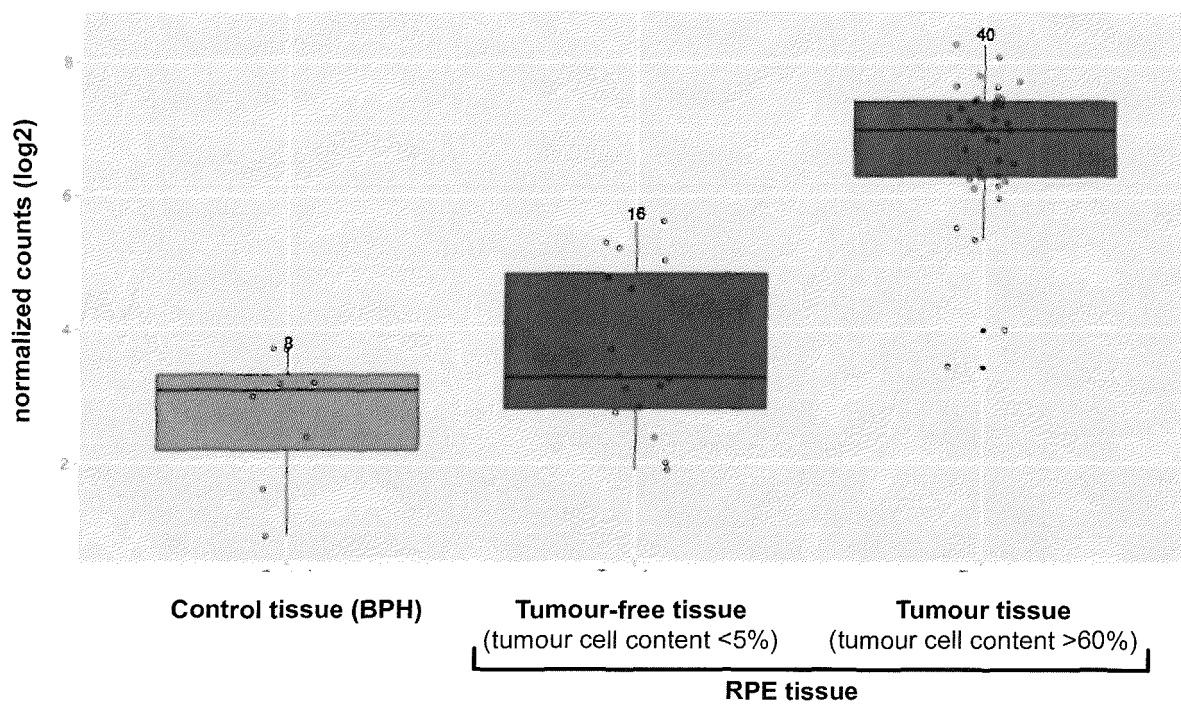 normalized counts (log2)
8
6
4
2
8
16
40
Control tissue (BPH)
Tumour-free tissue
(tumour cell content <5%)
Tumour tissue
(tumour cell content >60%)
RPE tissue